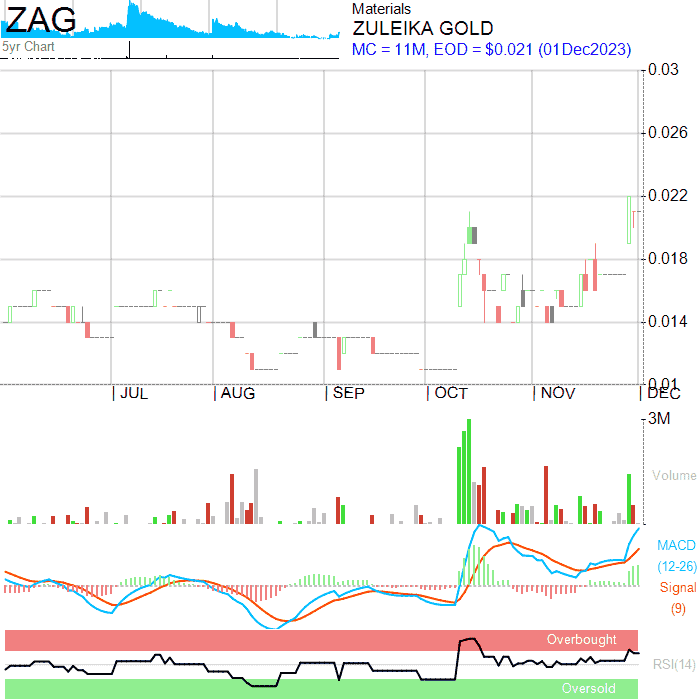 ZAG
Materials
ZULEIKA GOLD
5yr Chart
MC = 11M, EOD = $0.021 (01Dec2023)
0.03
0.026
0.022
0.018
0.014
0.01
JUL AUG SEP OCT NOV DEC
3M
Volume
MACD
(12-26)
Signal
(9)
Overbought
RSI(14)
Oversold